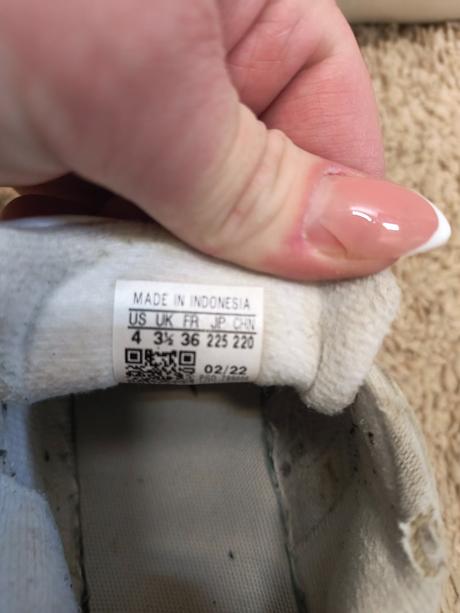 MADE IN INDONESIA
US UK FR JP CHN
4 3½ 36 225 220
02/22